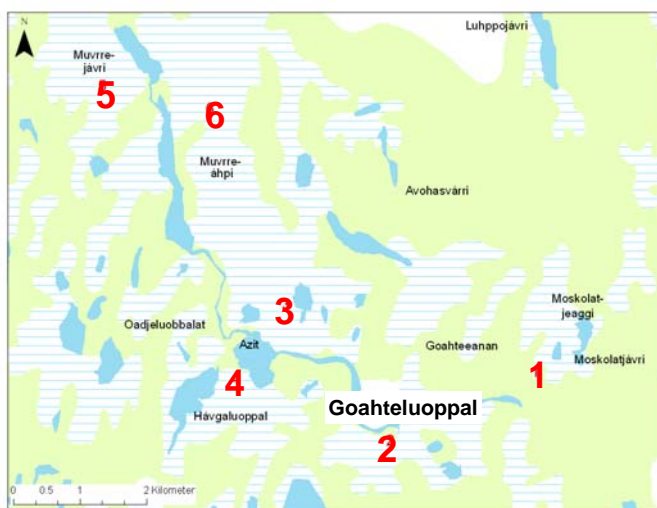 N
Luhppojávri
Muvrre-
jávri
5
6
Muvrre-
áhpi
Avohasvárri
Moskolat-
jeaggi
3
Oadjeluobbalat
Azit
Goahteeanan
Moskolatjávri
1
4
Goahteluoppal
Hávgaluoppal
2
0 0.5 1 2 Kilometer